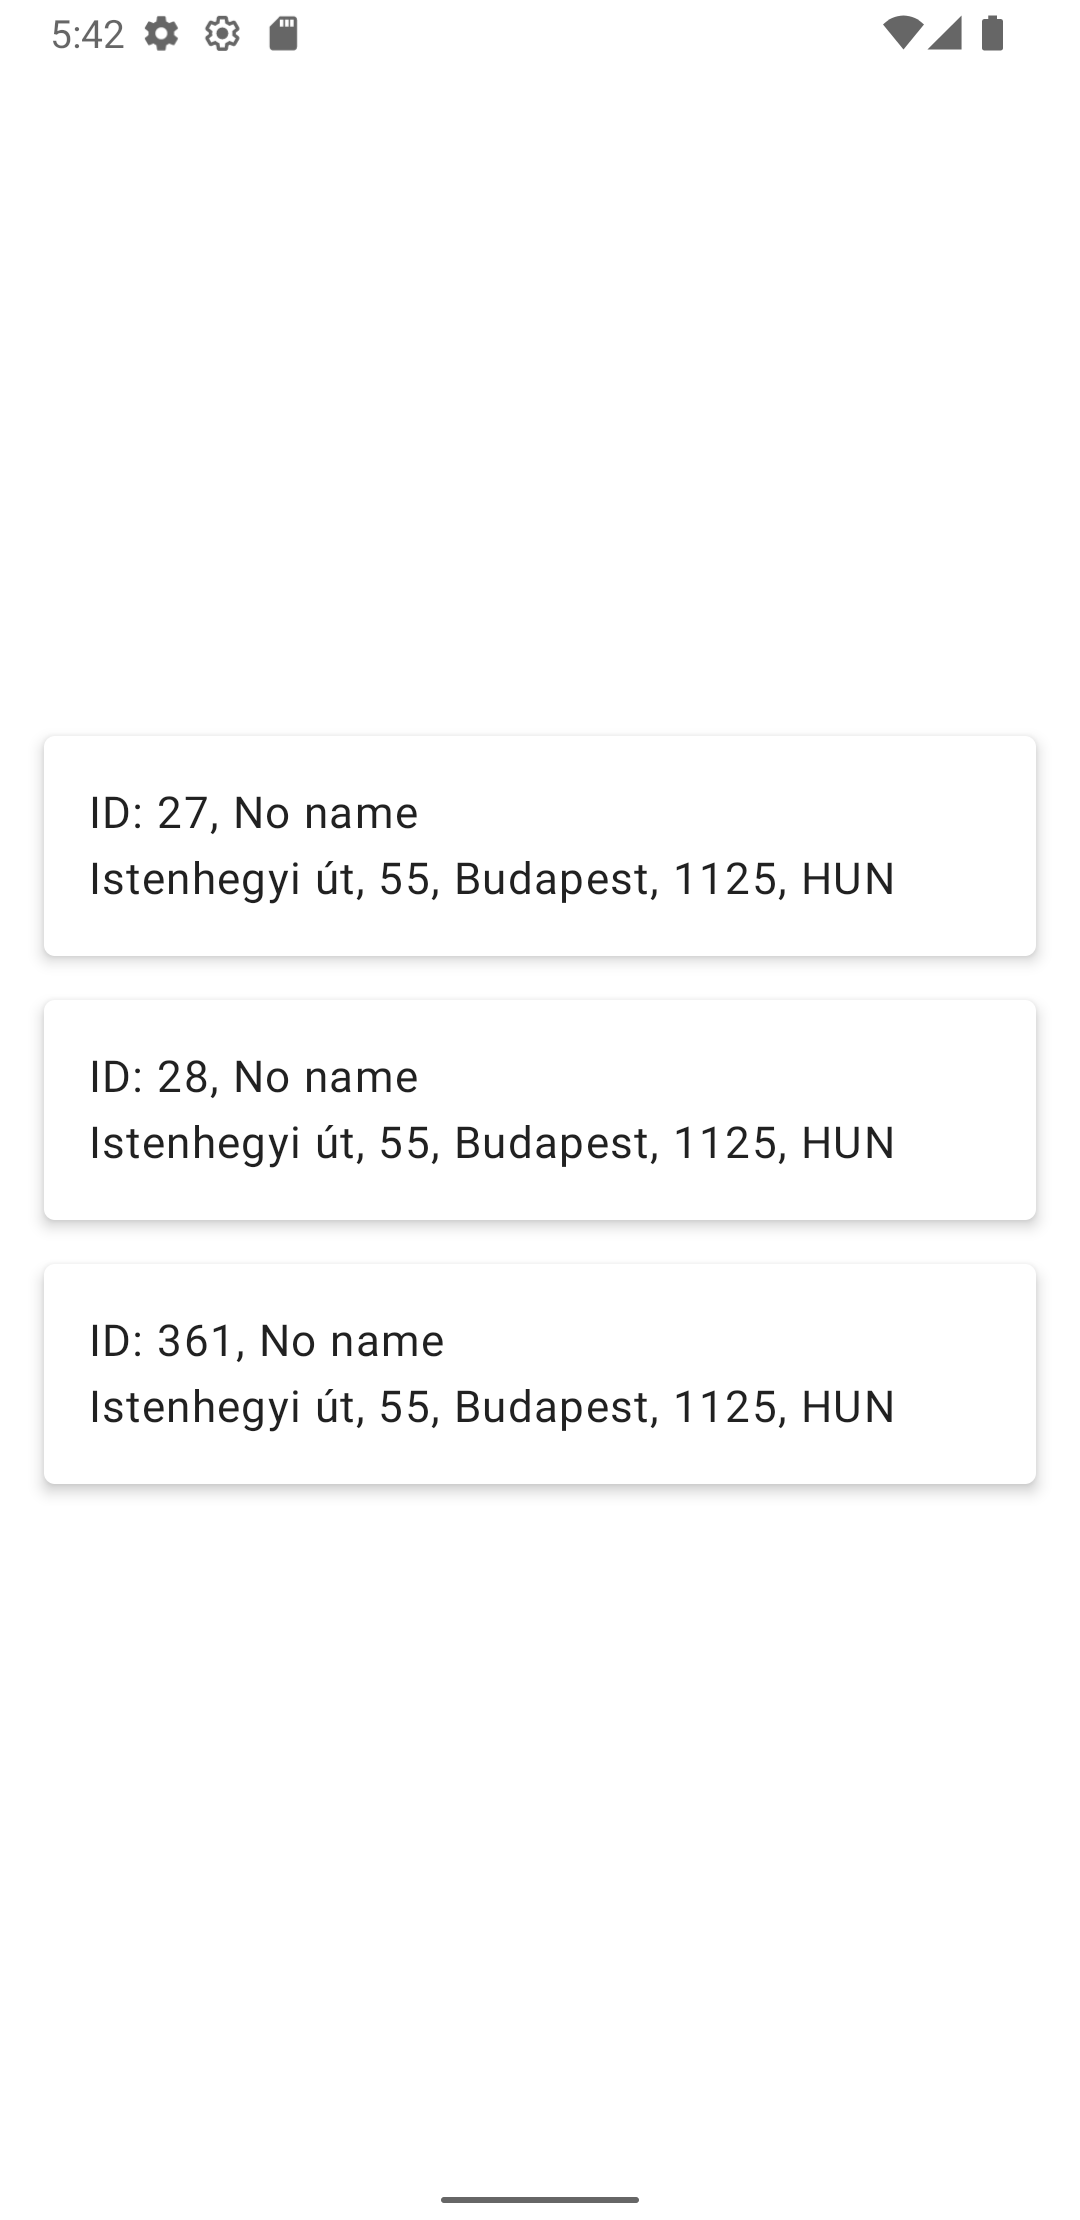 5:42
ID: 27, No name
Istenhegyi út, 55, Budapest, 1125, HUN
ID: 28, No name
Istenhegyi út, 55, Budapest, 1125, HUN
ID: 361, No name
Istenhegyi út, 55, Budapest, 1125, HUN